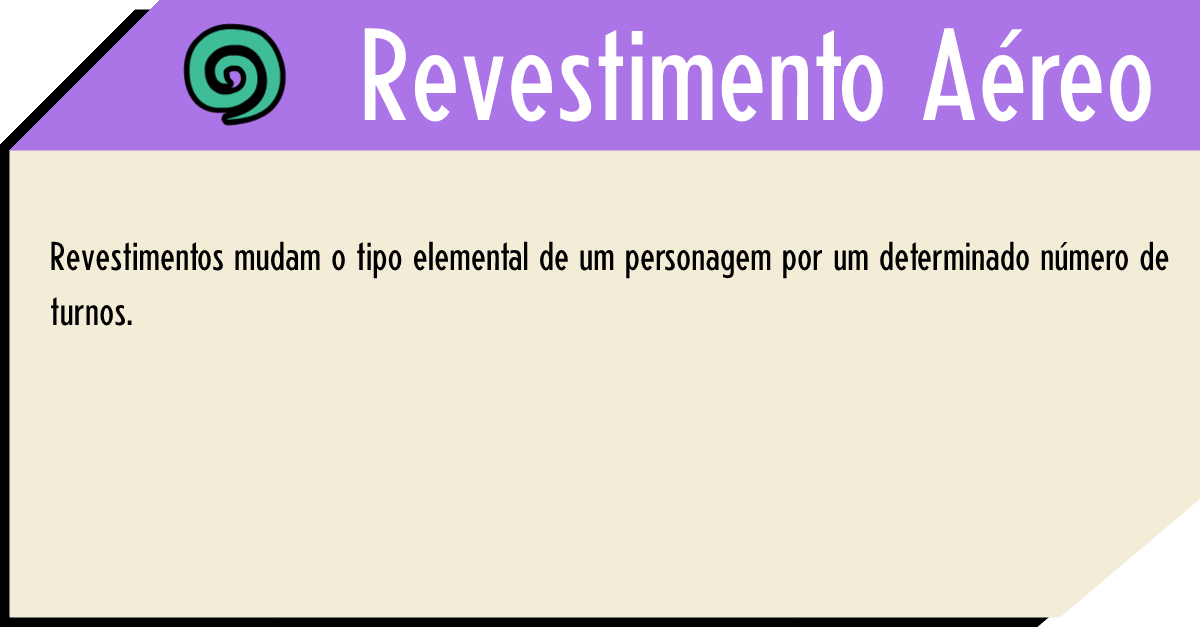 Revestimento Aéreo
Revestimentos mudam o tipo elemental de um personagem por um determinado número de
turnos.